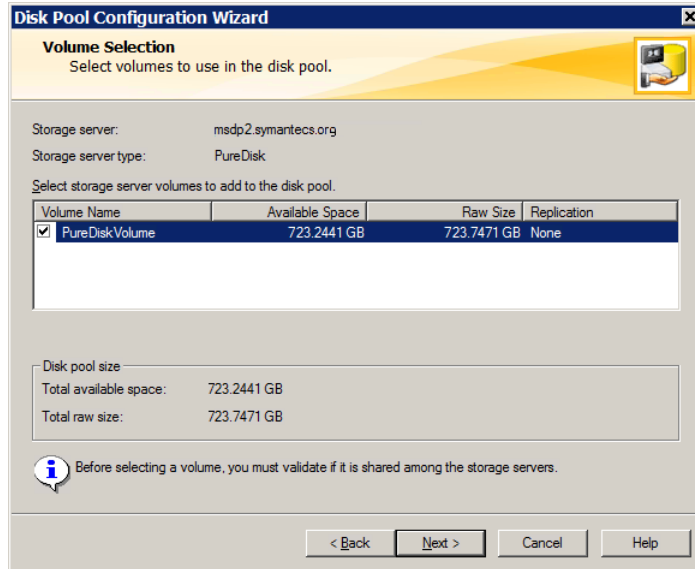 Disk Pool Configuration Wizard
Volume Selection
Select volumes to use in the disk pool.
Storage server: msdp2.symantecs.org
Storage server type: PureDisk
Select storage server volumes to add to the disk pool.
Volume Name Available Space Raw Size Replication
PureDiskVolume 723.2441 GB 723.7471 GB None
Disk pool size
Total available space: 723.2441 GB
Total raw size: 723.7471 GB
Before selecting a volume, you must validate if it is shared among the storage servers.
< Back Next > Cancel Help